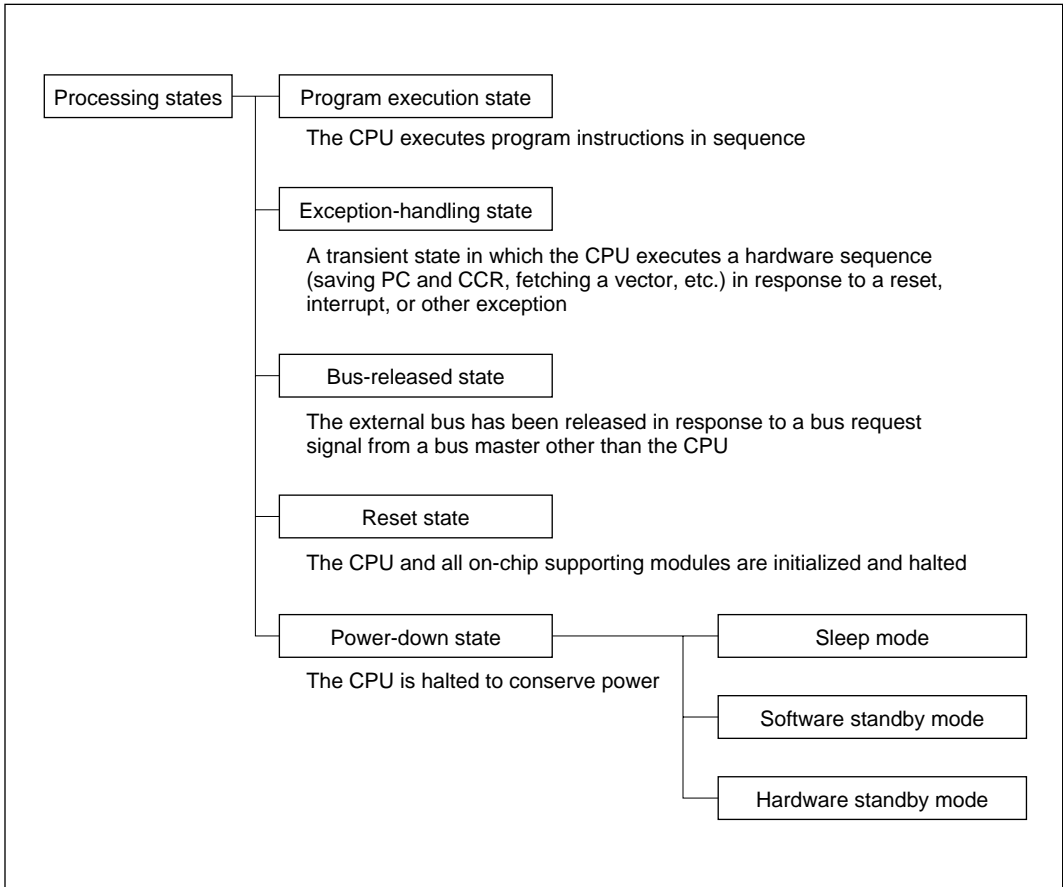 Processing states
Program execution state
The CPU executes program instructions in sequence
Exception-handling state
A transient state in which the CPU executes a hardware sequence
(saving PC and CCR, fetching a vector, etc.) in response to a reset,
interrupt, or other exception
Bus-released state
The external bus has been released in response to a bus request
signal from a bus master other than the CPU
Reset state
The CPU and all on-chip supporting modules are initialized and halted
Power-down state
The CPU is halted to conserve power
Sleep mode
Software standby mode
Hardware standby mode